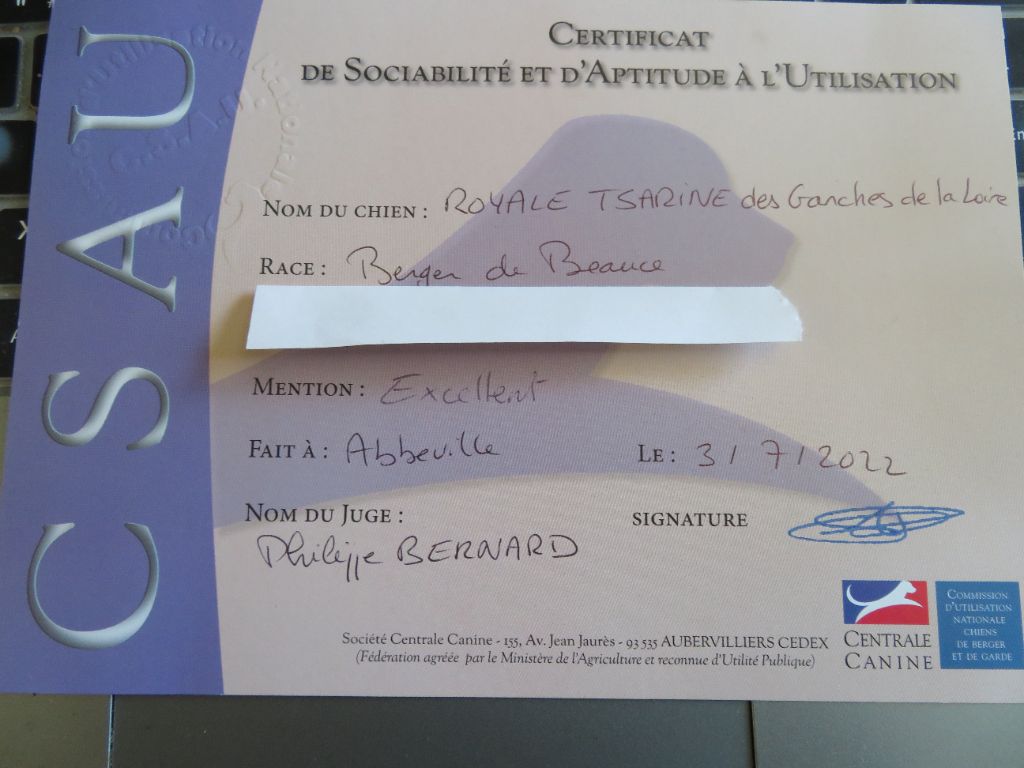 CSAU
CERTIFICAT
DE SOCIABILITÉ ET D'APTITUDE À L'UTILISATION
NOM DU CHIEN : ROYALE TSARINE des Ganches de la Loire
RACE : Berger de Beauce
MENTION : Excellent
FAIT À : Abbeville LE : 3 / 7 / 2022
NOM DU JUGE : SIGNATURE
Philippe BERNARD
Société Centrale Canine - 155, Av. Jean Jaurès - 93 535 AUBERVILLIERS CEDEX
(Fédération agréée par le Ministère de l'Agriculture et reconnue d'Utilité Publique)
CENTRALE
CANINE
COMMISSION
D'UTILISATION
NATIONALE
CHIENS
DE BERGER
ET DE GARDE